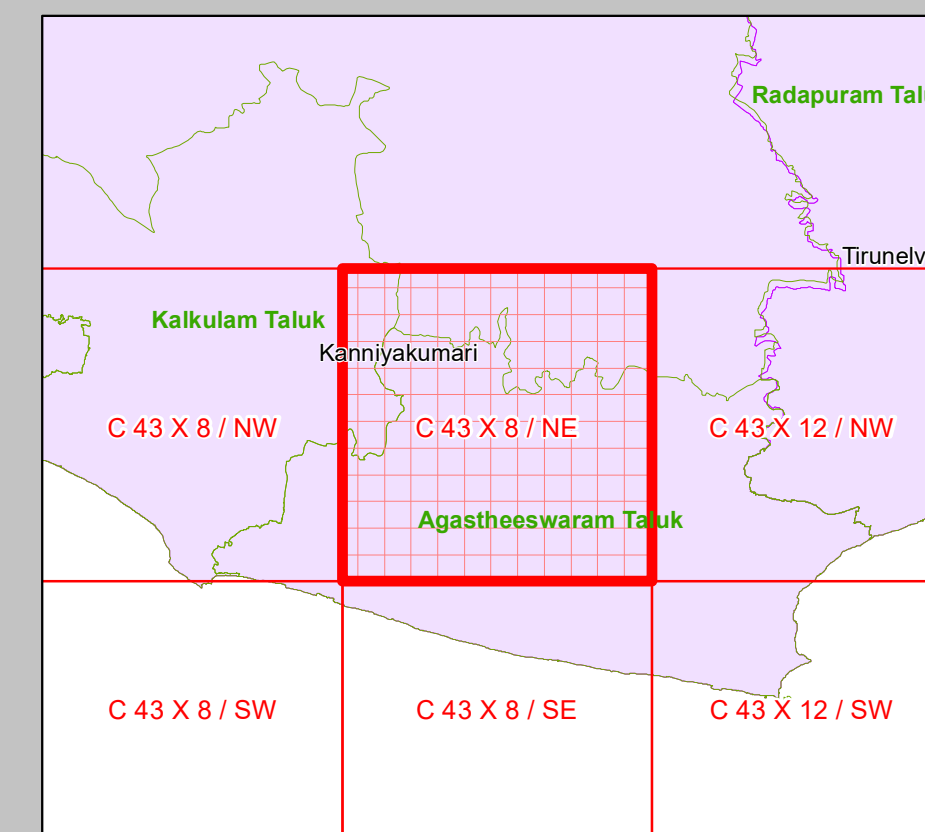 Radapuram Tal
Tirunelv
Kalkulam Taluk
Kanniyakumari
C 43 X 8 / NW
C 43 X 8 / NE
C 43 X 12 / NW
Agastheeswaram Taluk
C 43 X 8 / SW
C 43 X 8 / SE
C 43 X 12 / SW